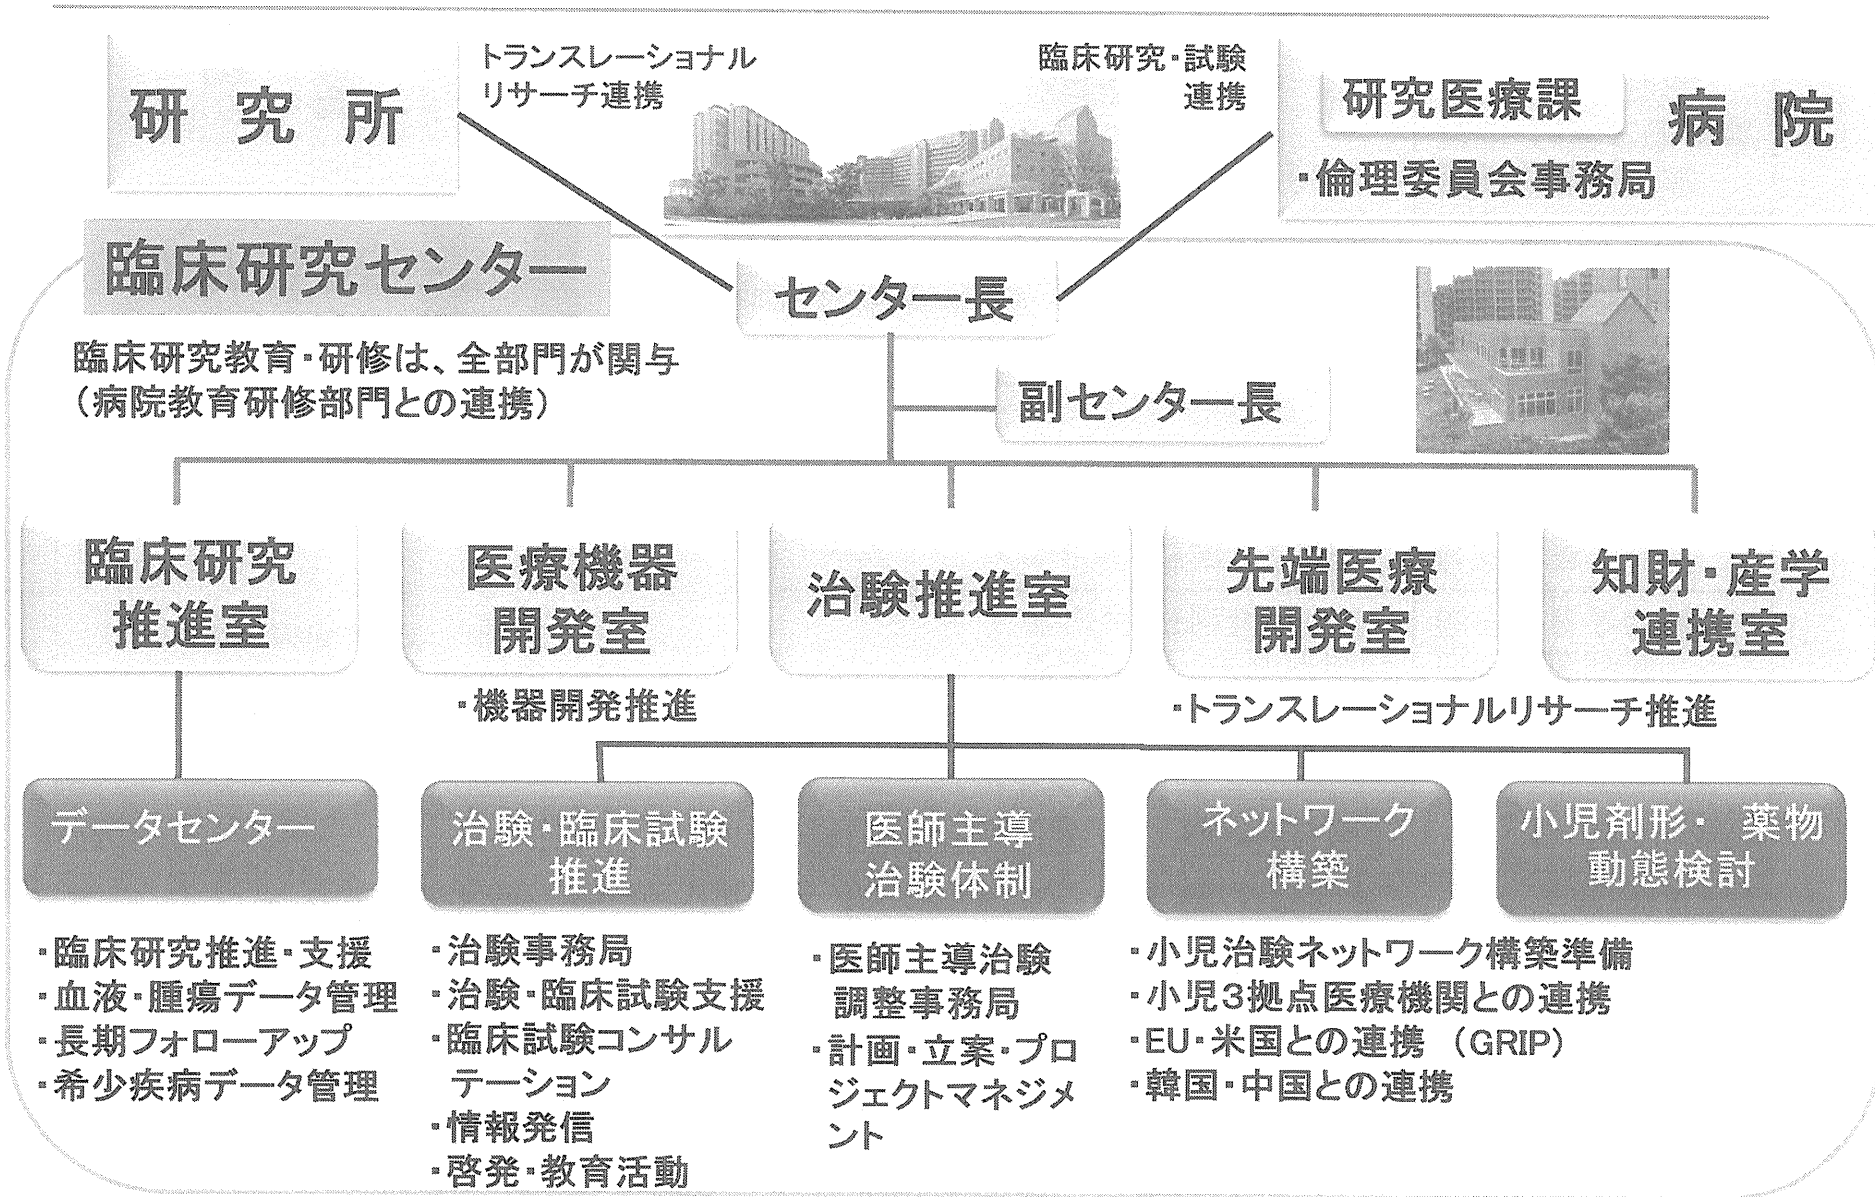 研究所
トランスレーショナル
リサーチ連携
臨床研究・試験
連携
研究医療課
病院
・倫理委員会事務局
臨床研究センター
センター長
臨床研究教育・研修は、全部門が関与
（病院教育研修部門との連携）
副センター長
臨床研究
推進室
医療機器
開発室
治験推進室
先端医療
開発室
知財・産学
連携室
・機器開発推進
・トランスレーショナルリサーチ推進
データセンター
治験・臨床試験
推進
医師主導
治験体制
ネットワーク
構築
小児剤形・ 薬物
動態検討
・臨床研究推進・支援
・血液・腫瘍データ管理
・長期フォローアップ
・希少疾病データ管理
・治験事務局
・治験・臨床試験支援
・臨床試験コンサル
テーション
・情報発信
・啓発・教育活動
・医師主導治験
調整事務局
・計画・立案・プロ
ジェクトマネジメ
ント
・小児治験ネットワーク構築準備
・小児３拠点医療機関との連携
・EU・米国との連携 （GRIP）
・韓国・中国との連携